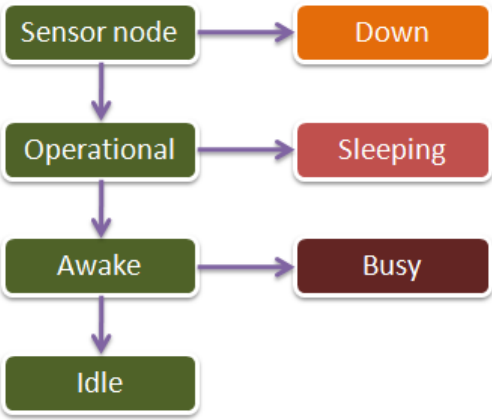 Sensor node
Down
Operational
Sleeping
Awake
Busy
Idle